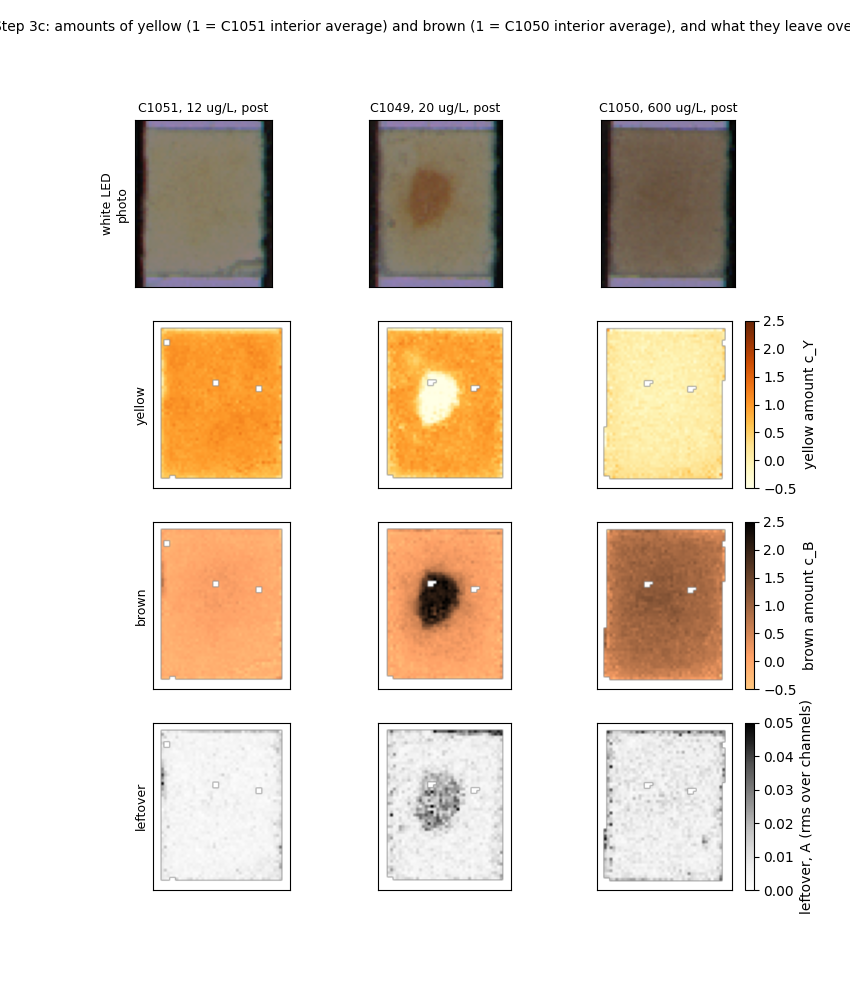 tep 3c: amounts of yellow (1 = C1051 interior average) and brown (1 = C1050 interior average), and what they leave ove
C1051, 12 ug/L, post
C1049, 20 ug/L, post
C1050, 600 ug/L, post
white LED
photo
yellow
2.5
2.0
1.5
1.0
0.5
0.0
−0.5
yellow amount c_Y
brown
2.5
2.0
1.5
1.0
0.5
0.0
−0.5
brown amount c_B
leftover
0.05
0.04
0.03
0.02
0.01
0.00
leftover, A (rms over channels)